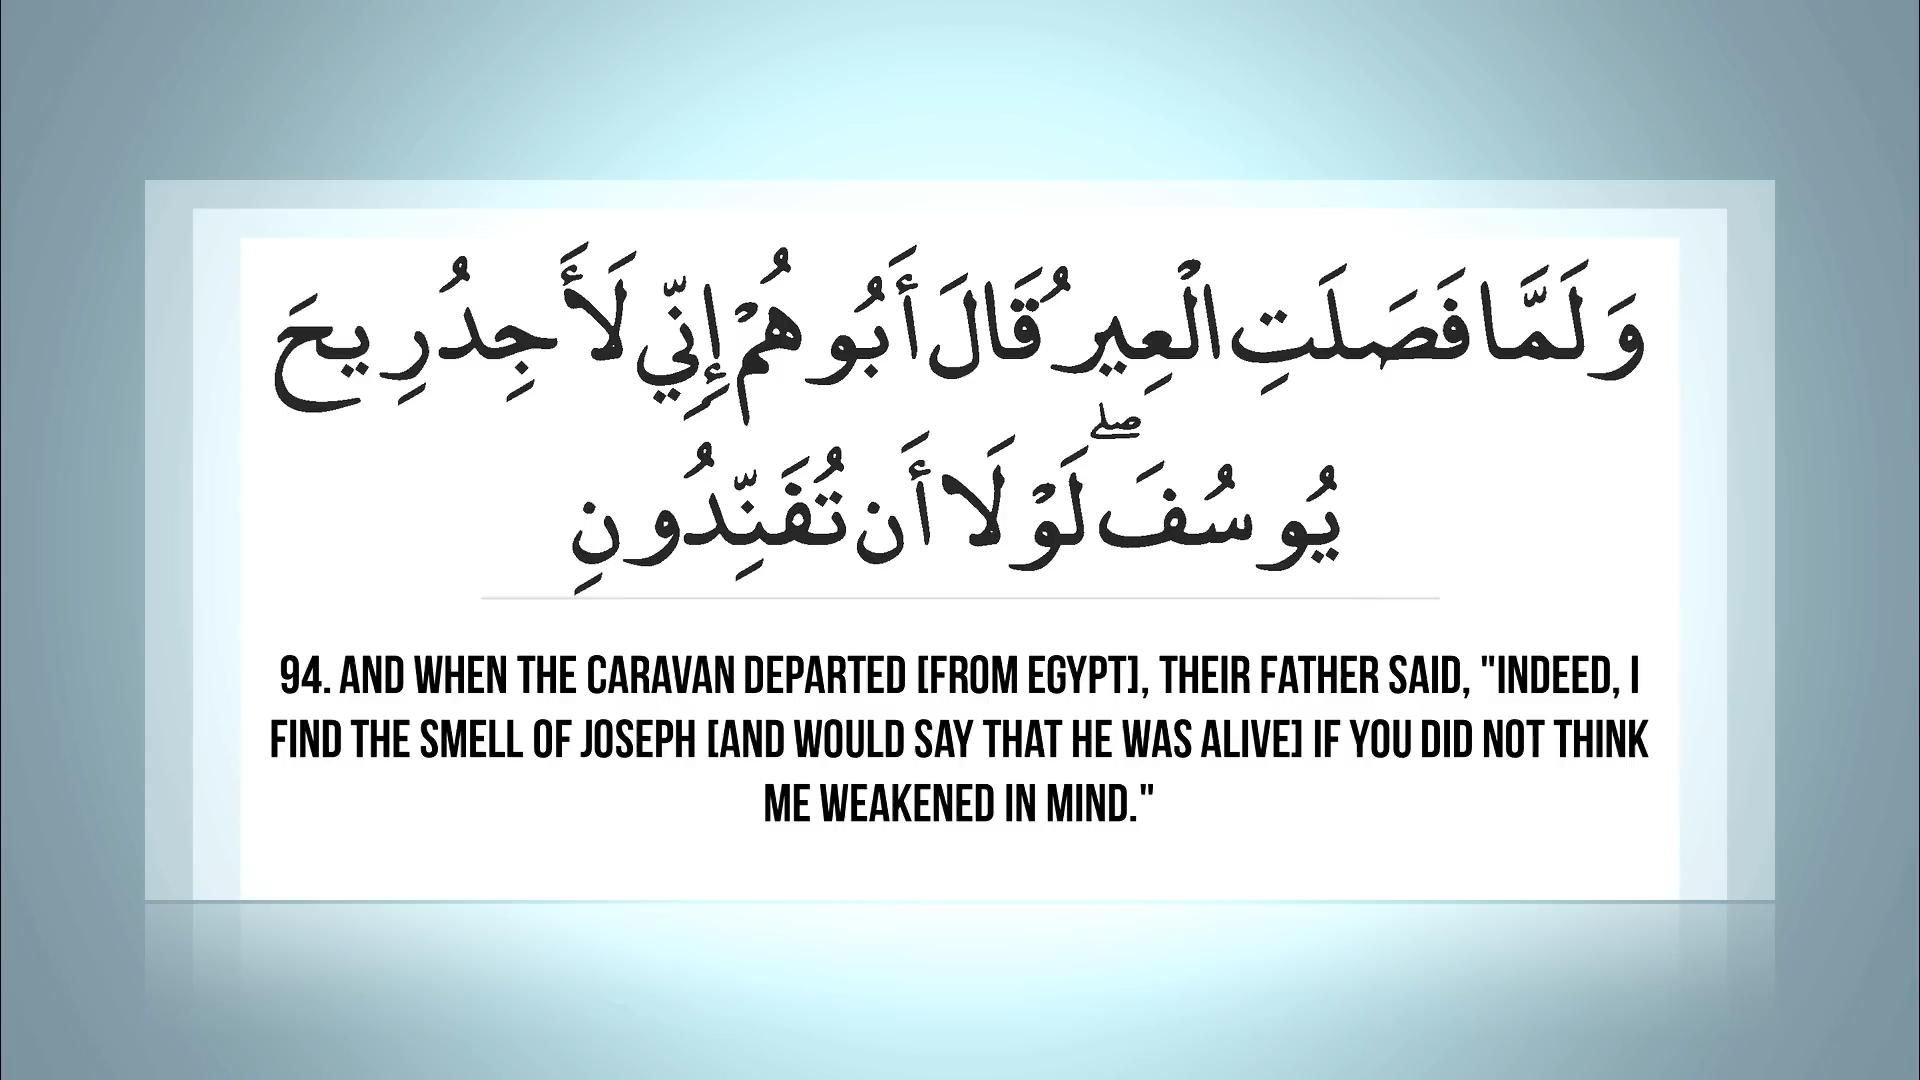 وَلَمَّا فَصَلَتِ الْعِيرُ قَالَ أَبُوهُمْ إِنِّي لَأَجِدُ رِيحَ
يُوسُفَ ۖ لَوْلَا أَن تُفَنِّدُونِ
94. AND WHEN THE CARAVAN DEPARTED [FROM EGYPT], THEIR FATHER SAID, "INDEED, I
FIND THE SMELL OF JOSEPH [AND WOULD SAY THAT HE WAS ALIVE] IF YOU DID NOT THINK
ME WEAKENED IN MIND."